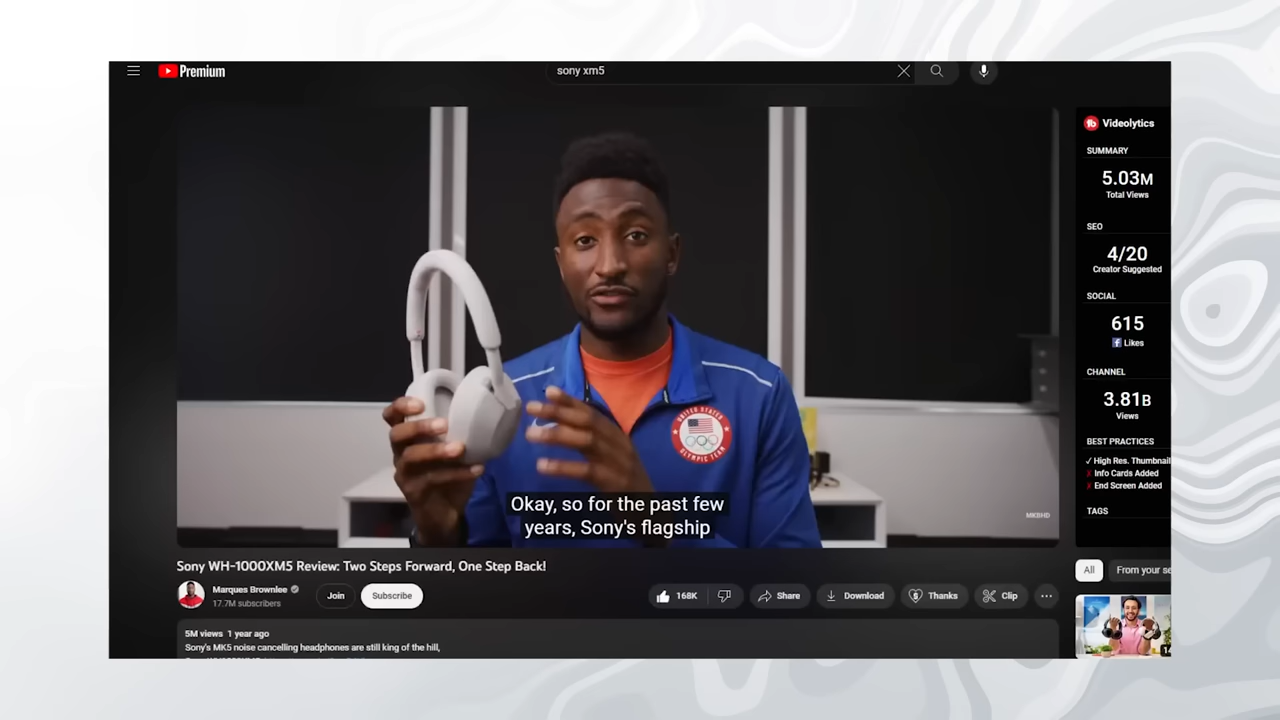 Premium
sony xm5
Videolytics
SUMMARY
5.03M
Total Views
SEO
4/20
Creator Suggested
SOCIAL
615
Likes
CHANNEL
3.81B
Views
BEST PRACTICES
✓ High Res. Thumbnail
✗ Info Cards Added
✗ End Screen Added
TAGS
UNITED STATES
OLYMPIC TEAM
Okay, so for the past few
years, Sony's flagship
MKBHD
Sony WH-1000XM5 Review: Two Steps Forward, One Step Back!
Marques Brownlee
17.7M subscribers
Join
Subscribe
168K
Share
Download
Thanks
Clip
All
From your se
5M views 1 year ago
Sony's MK5 noise cancelling headphones are still king of the hill,